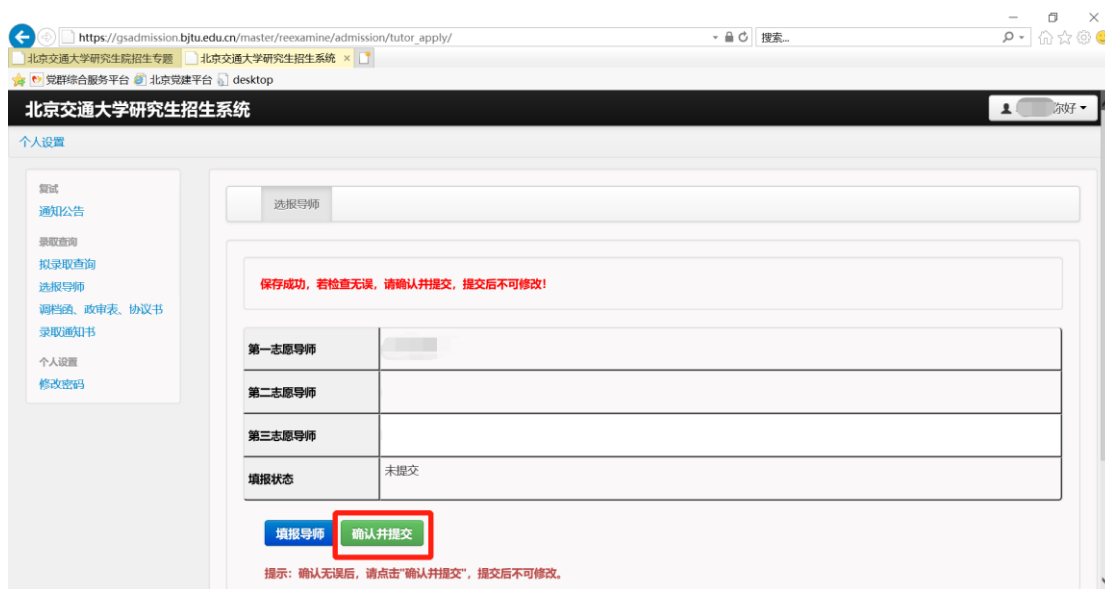 https://gsadmission.bjtu.edu.cn/master/reexamine/admission/tutor_apply/
搜索...
北京交通大学研究生院招生专题
北京交通大学研究生招生系统
党群综合服务平台
北京党建平台
desktop
北京交通大学研究生招生系统
你好
个人设置
复试
通知公告
录取查询
拟录取查询
选报导师
调档函、政审表、协议书
录取通知书
个人设置
修改密码
选报导师
保存成功，若检查无误，请确认并提交，提交后不可修改！
第一志愿导师
第二志愿导师
第三志愿导师
填报状态 未提交
填报导师 确认并提交
提示：确认无误后，请点击"确认并提交"，提交后不可修改。